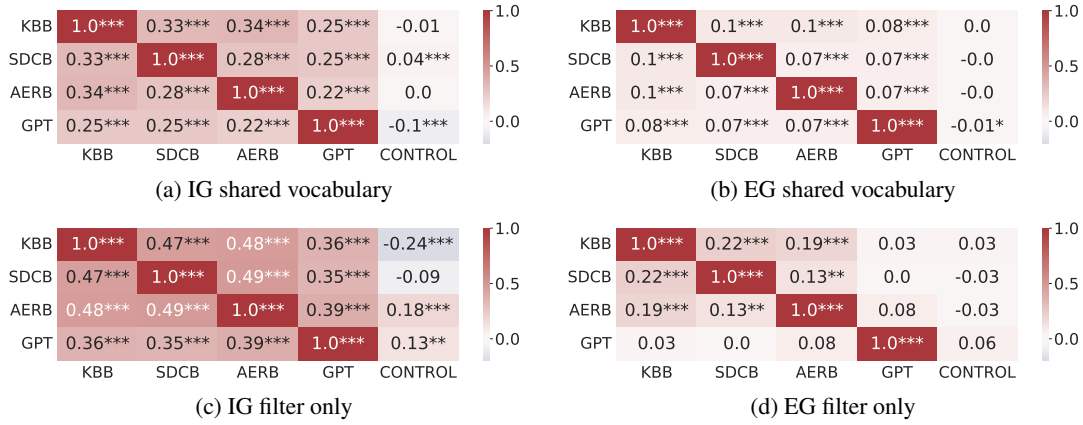 KBB 1.0*** 0.33*** 0.34*** 0.25*** -0.01
SDCB 0.33*** 1.0*** 0.28*** 0.25*** 0.04***
AERB 0.34*** 0.28*** 1.0*** 0.22*** 0.0
GPT 0.25*** 0.25*** 0.22*** 1.0*** -0.1***
KBB SDCB AERB GPT CONTROL
1.0
0.5
0.0
(a) IG shared vocabulary
KBB 1.0*** 0.1*** 0.1*** 0.08*** 0.0
SDCB 0.1*** 1.0*** 0.07*** 0.07*** -0.0
AERB 0.1*** 0.07*** 1.0*** 0.07*** -0.0
GPT 0.08*** 0.07*** 0.07*** 1.0*** -0.01*
KBB SDCB AERB GPT CONTROL
1.0
0.5
0.0
(b) EG shared vocabulary
KBB 1.0*** 0.47*** 0.48*** 0.36*** -0.24***
SDCB 0.47*** 1.0*** 0.49*** 0.35*** -0.09
AERB 0.48*** 0.49*** 1.0*** 0.39*** 0.18***
GPT 0.36*** 0.35*** 0.39*** 1.0*** 0.13**
KBB SDCB AERB GPT CONTROL
1.0
0.5
0.0
(c) IG filter only
KBB 1.0*** 0.22*** 0.19*** 0.03 0.03
SDCB 0.22*** 1.0*** 0.13** 0.0 -0.03
AERB 0.19*** 0.13** 1.0*** 0.08 -0.03
GPT 0.03 0.0 0.08 1.0*** 0.06
KBB SDCB AERB GPT CONTROL
1.0
0.5
0.0
(d) EG filter only